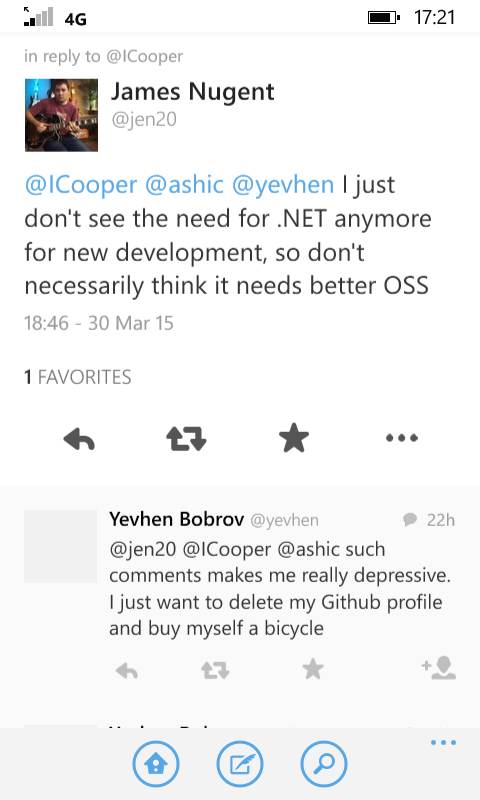 4G 17:21
in reply to @ICooper
James Nugent
@jen20
@ICooper @ashic @yevhen I just
don't see the need for .NET anymore
for new development, so don't
necessarily think it needs better OSS
18:46 - 30 Mar 15
1 FAVORITES
Yevhen Bobrov @yevhen 22h
@jen20 @ICooper @ashic such
comments makes me really depressive.
I just want to delete my Github profile
and buy myself a bicycle